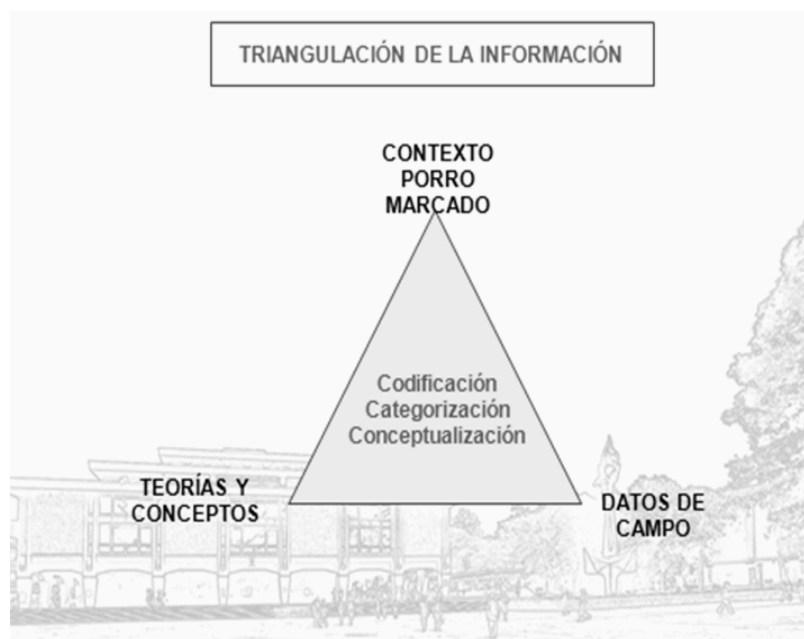 TRIANGULACIÓN DE LA INFORMACIÓN
CONTEXTO
PORRO
MARCADO
Codificación
Categorización
Conceptualización
TEORÍAS Y
CONCEPTOS
DATOS DE
CAMPO